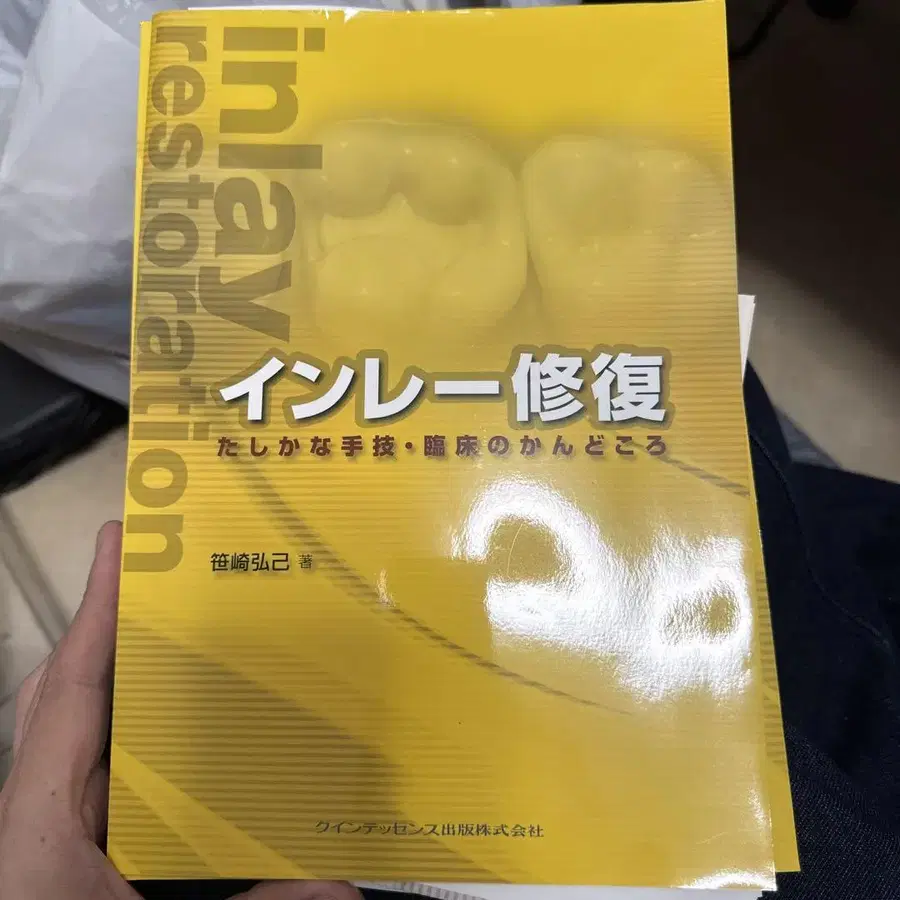 inlay
restoration
インレー修復
たしかな手技・臨床のかんどころ
笹崎弘己 著
クインテッセンス出版株式会社